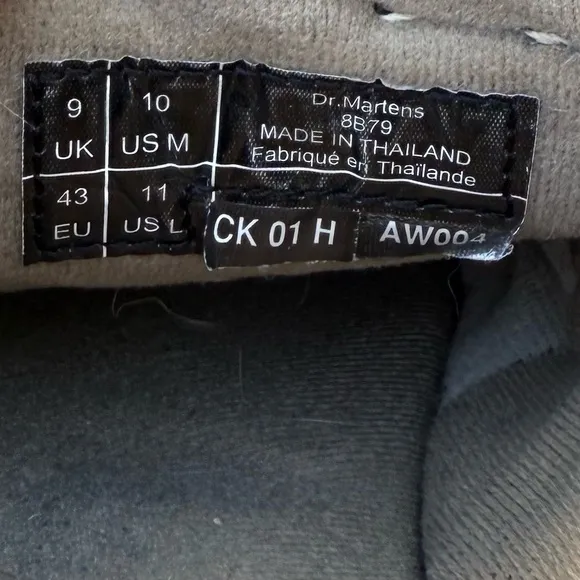 9
UK
10
US M
Dr.Martens
8B79
MADE IN THAILAND
Fabriqué en Thaïlande
43
EU
11
US L
CK 01 H
AW004